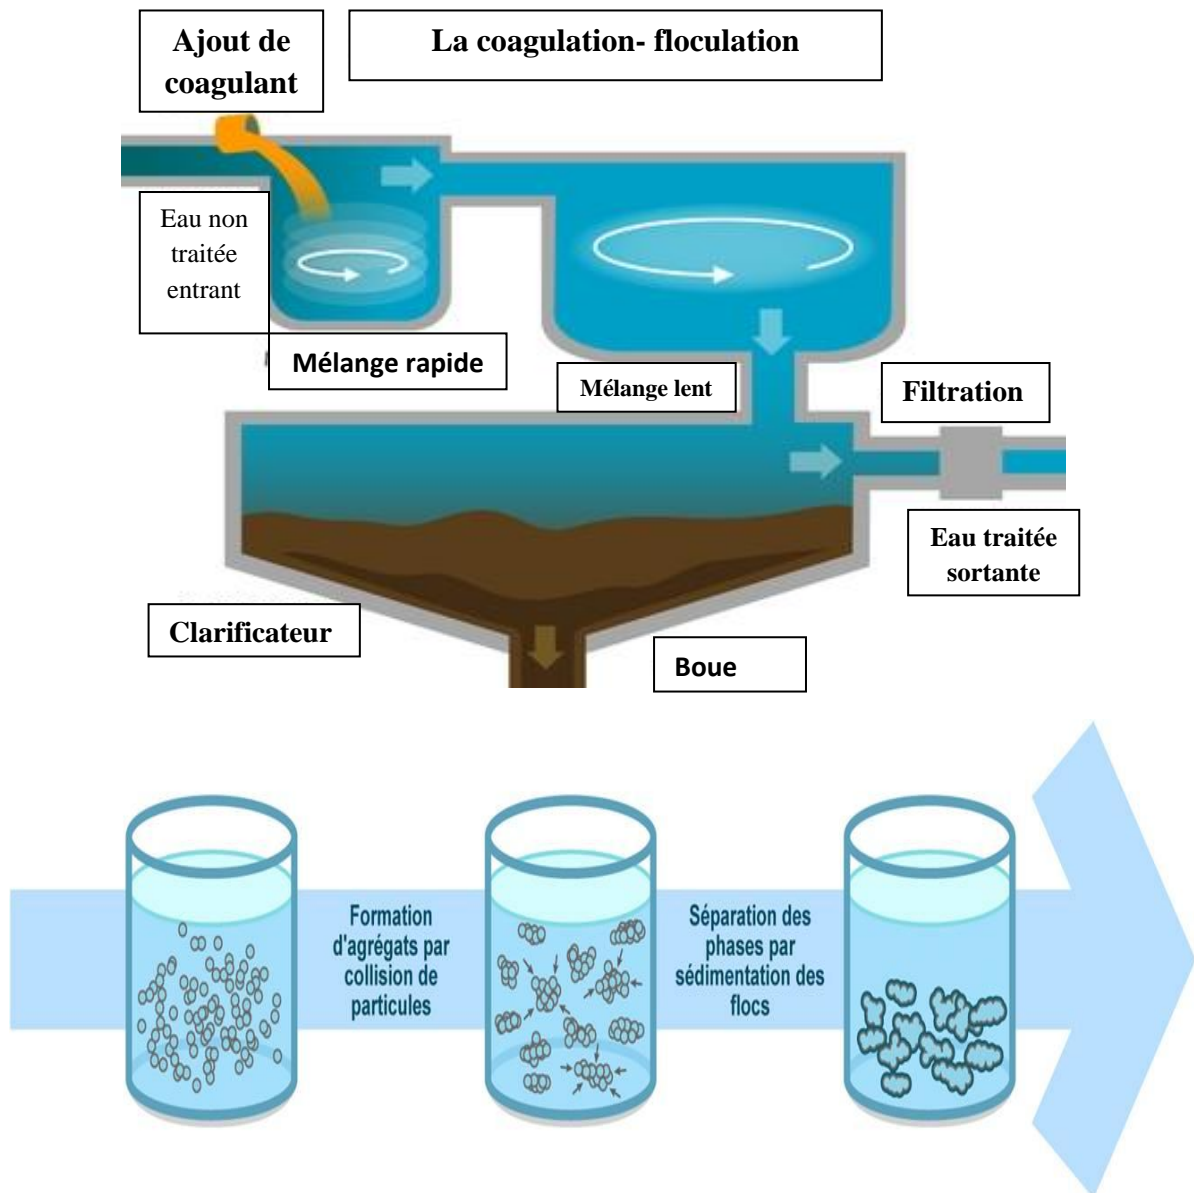 Ajout de
coagulant
La coagulation- floculation
Eau non
traitée
entrant
Mélange rapide
Mélange lent
Filtration
Eau traitée
sortante
Clarificateur
Boue
Formation
d'agrégats par
collision de
particules
Séparation des
phases par
sédimentation des
flocs